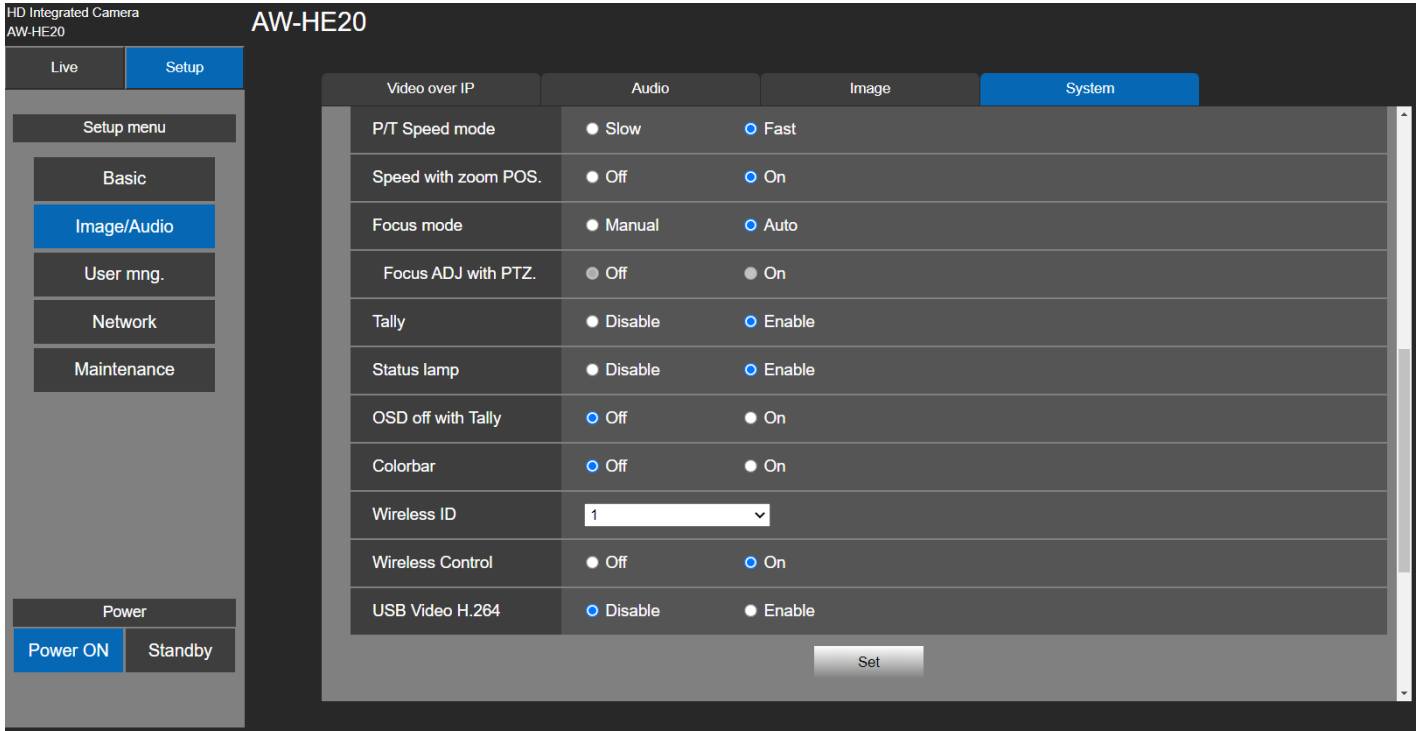 HD Integrated Camera
AW-HE20
AW-HE20
Live Setup
Setup menu
Basic
Image/Audio
User mng.
Network
Maintenance
Power
Power ON Standby
Video over IP Audio Image System
P/T Speed mode Slow Fast
Speed with zoom POS. Off On
Focus mode Manual Auto
Focus ADJ with PTZ. Off On
Tally Disable Enable
Status lamp Disable Enable
OSD off with Tally Off On
Colorbar Off On
Wireless ID 1
Wireless Control Off On
USB Video H.264 Disable Enable
Set